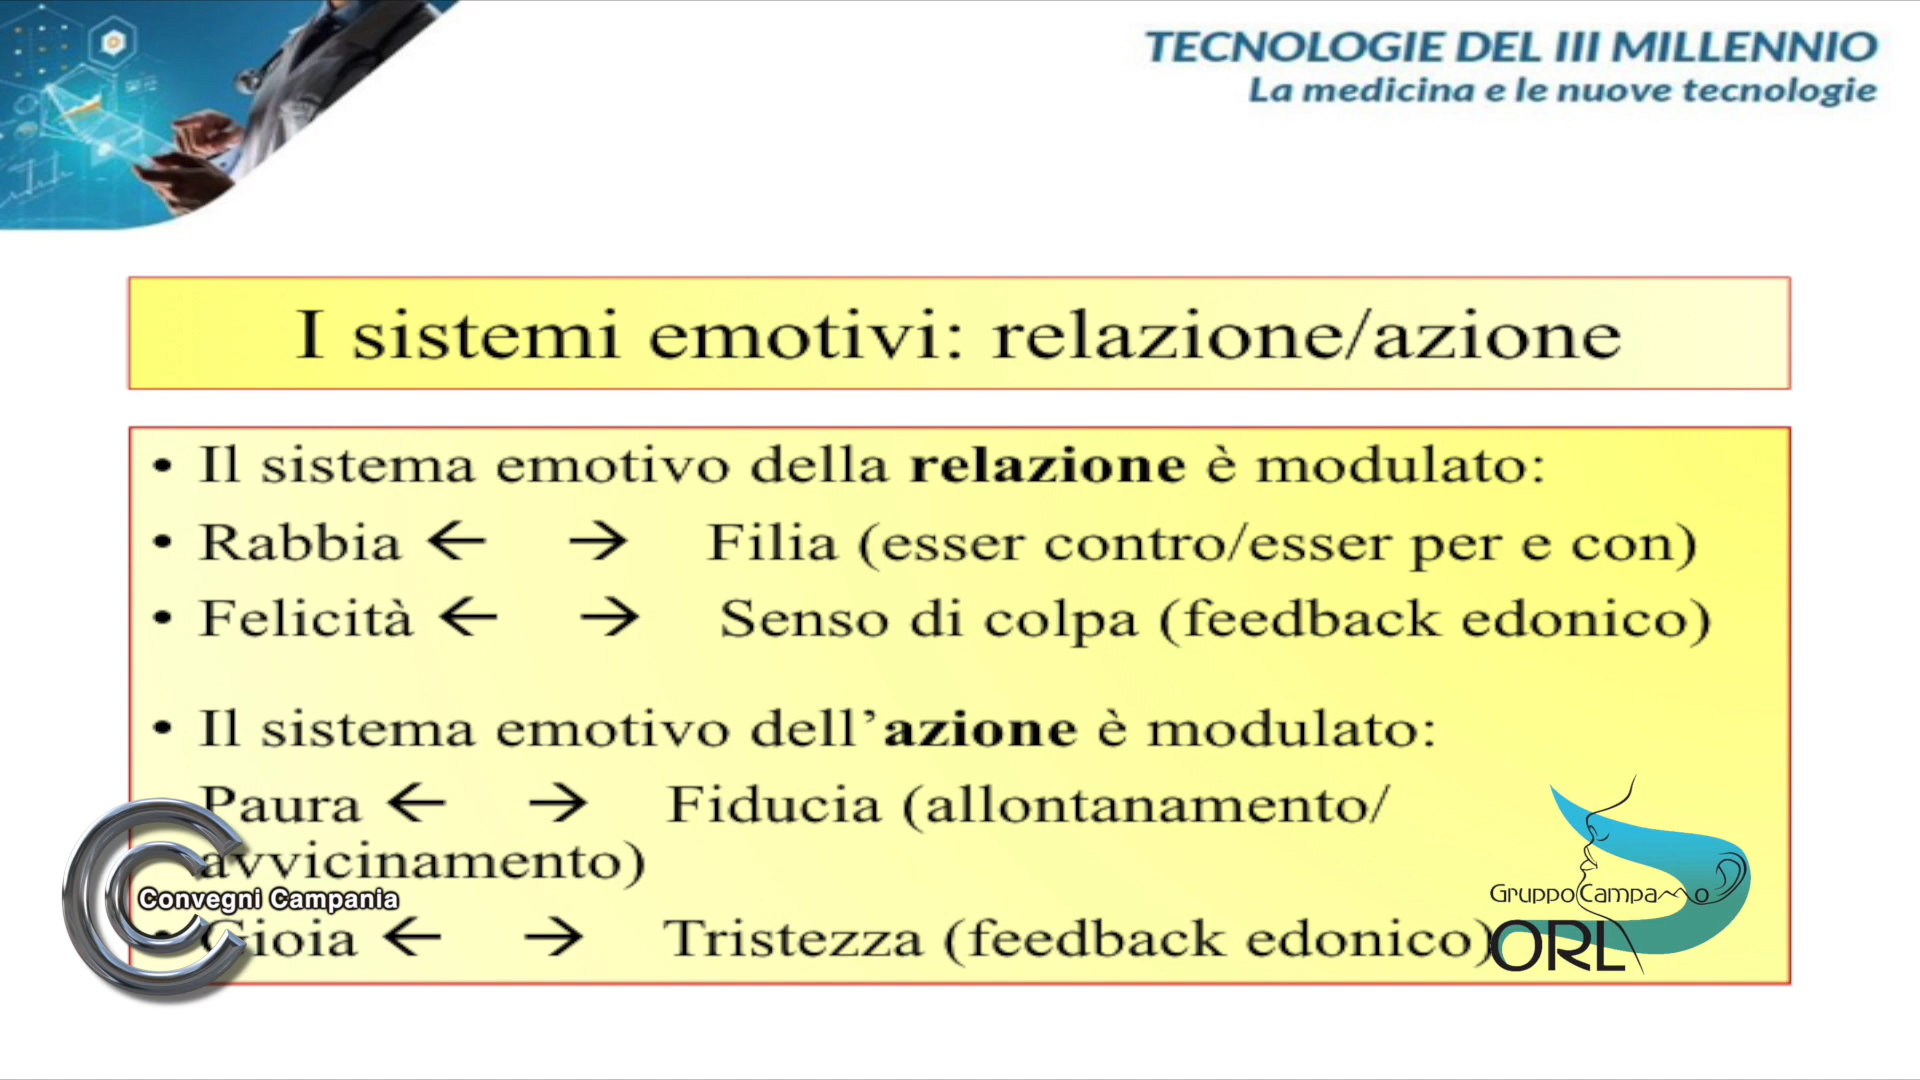 TECNOLOGIE DEL III MILLENNIO
La medicina e le nuove tecnologie
I sistemi emotivi: relazione/azione
• Il sistema emotivo della relazione è modulato:
• Rabbia ← → Filia (esser contro/esser per e con)
• Felicità ← → Senso di colpa (feedback edonico)
• Il sistema emotivo dell’azione è modulato:
Paura ← → Fiducia (allontanamento/
avvicinamento)
• Gioia ← → Tristezza (feedback edonico)
Convegni Campania
GruppoCampano
ORL